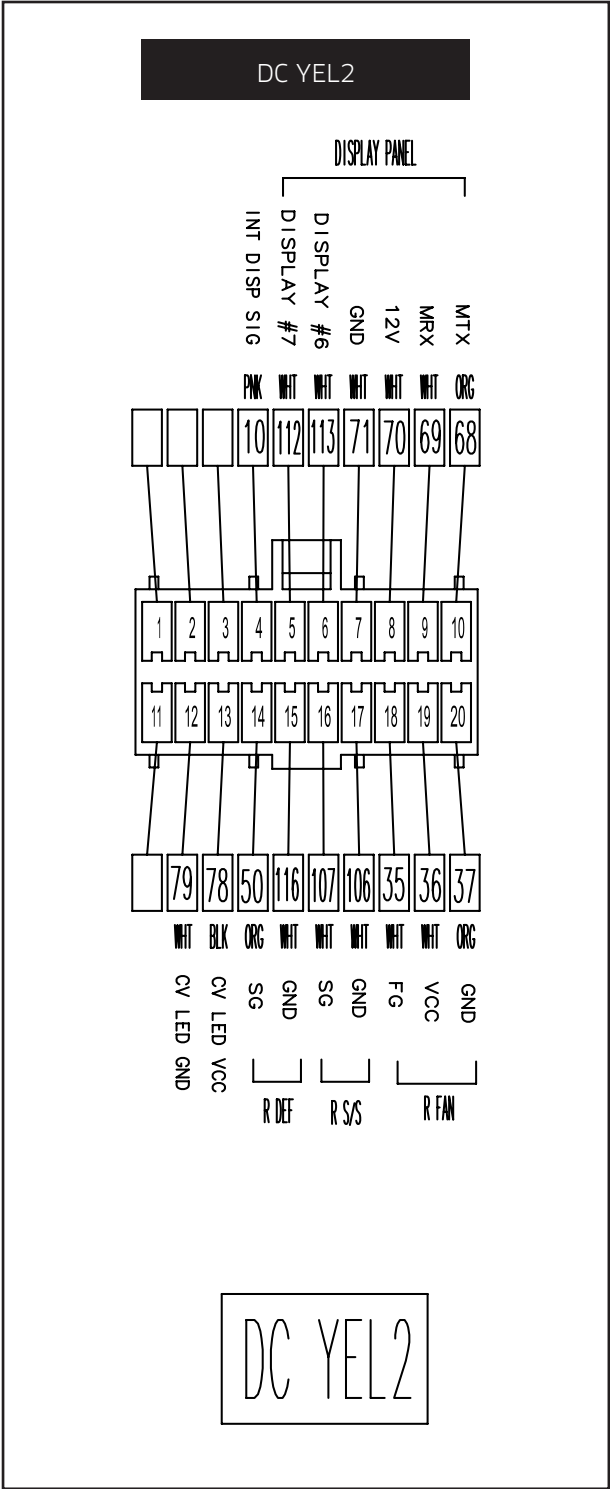 DC YEL2
DISPLAY PANEL
INT DISP SIG
DISPLAY #7
DISPLAY #6
GND
12V
MRX
MTX
PNK WHT WHT WHT WHT WHT ORG
10 112 113 71 70 69 68
1 2 3 4 5 6 7 8 9 10
11 12 13 14 15 16 17 18 19 20
79 78 50 116 107 106 35 36 37
WHT BLK ORG WHT WHT WHT WHT WHT ORG
CV LED GND
CV LED VCC
SG
GND
SG
GND
FG
VCC
GND
R DEF R S/S R FAN
DC YEL2